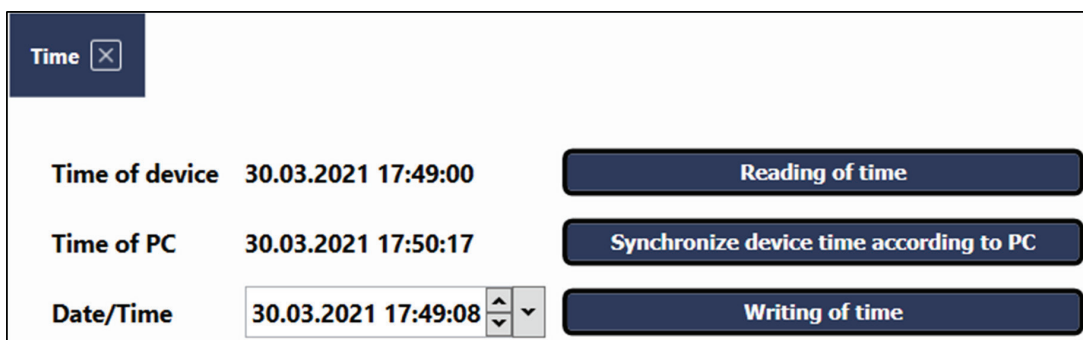 Time
Time of device 30.03.2021 17:49:00 Reading of time
Time of PC 30.03.2021 17:50:17 Synchronize device time according to PC
Date/Time 30.03.2021 17:49:08 Writing of time